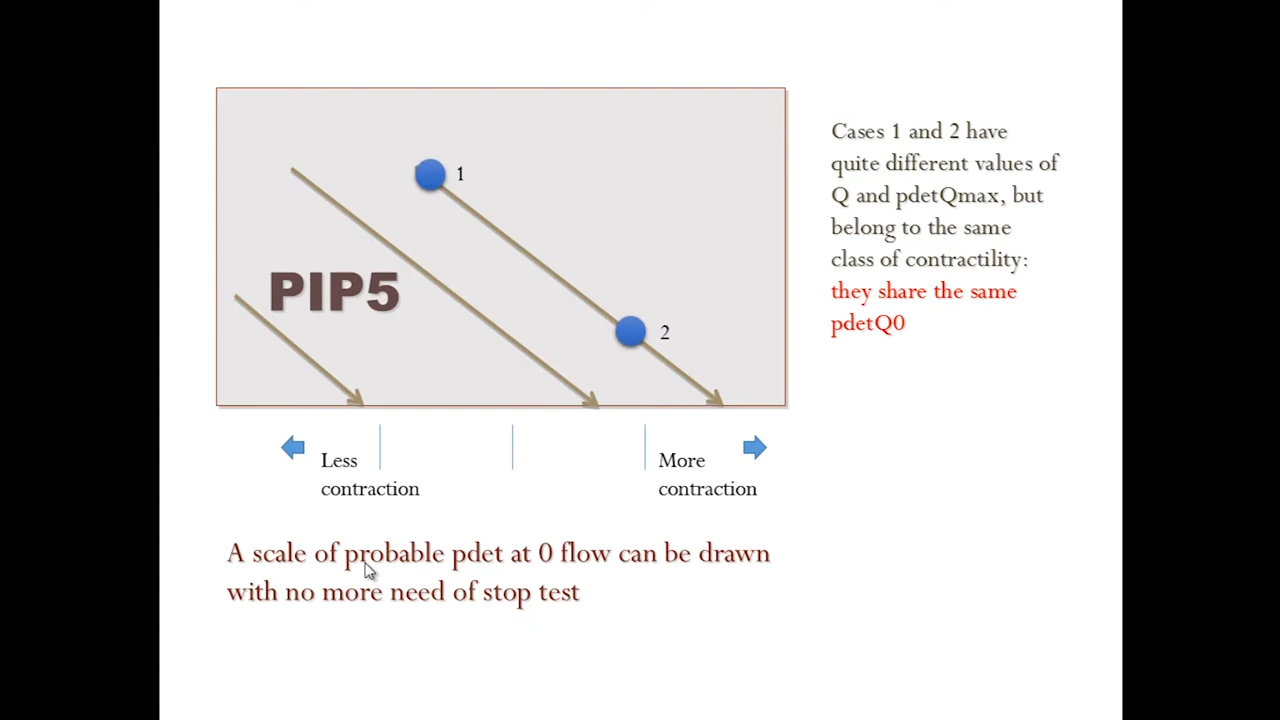 Cases 1 and 2 have
quite different values of
Q and pdetQmax, but
belong to the same
class of contractility:
they share the same
pdetQ0
1
PIP5
2
Less
contraction
More
contraction
A scale of probable pdet at 0 flow can be drawn
with no more need of stop test